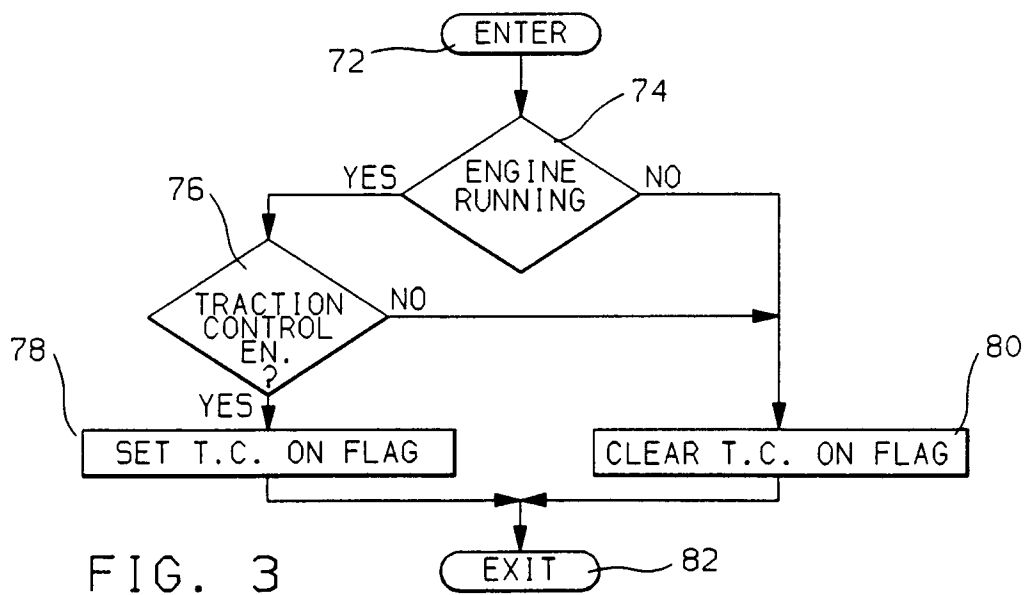 ENTER
72
74
ENGINE
RUNNING
YES
NO
76
TRACTION
CONTROL
EN.
?
NO
YES
78
SET T.C. ON FLAG
80
CLEAR T.C. ON FLAG
EXIT
82
FIG. 3